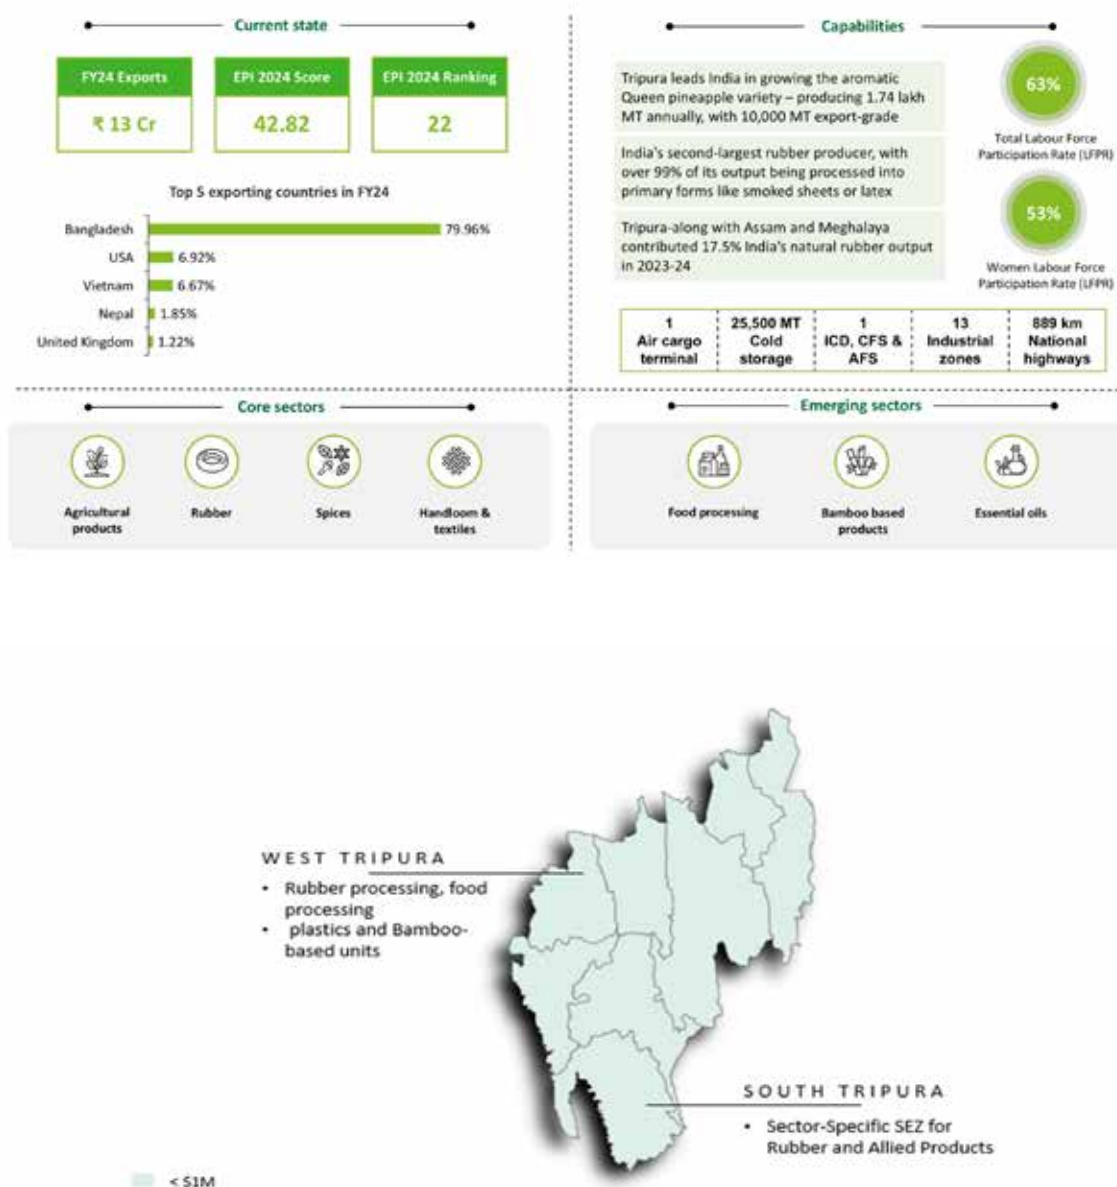 Current state
FY24 Exports
₹ 13 Cr
EPI 2024 Score
42.82
EPI 2024 Ranking
22
Top 5 exporting countries in FY24
Bangladesh
79.96%
USA
6.92%
Vietnam
6.67%
Nepal
1.85%
United Kingdom
1.22%
Capabilities
Tripura leads India in growing the aromatic
Queen pineapple variety – producing 1.74 lakh
MT annually, with 10,000 MT export-grade
India's second-largest rubber producer, with
over 99% of its output being processed into
primary forms like smoked sheets or latex
Tripura-along with Assam and Meghalaya
contributed 17.5% India's natural rubber output
in 2023-24
63%
Total Labour Force
Participation Rate (LFPR)
53%
Women Labour Force
Participation Rate (LFPR)
1
Air cargo
terminal
25,500 MT
Cold
storage
1
ICD, CFS &
AFS
13
Industrial
zones
889 km
National
highways
Core sectors
Agricultural
products
Rubber
Spices
Handloom &
textiles
Emerging sectors
Food processing
Bamboo based
products
Essential oils
WEST TRIPURA
• Rubber processing, food
processing
• plastics and Bamboo-
based units
SOUTH TRIPURA
• Sector-Specific SEZ for
Rubber and Allied Products
< $1M